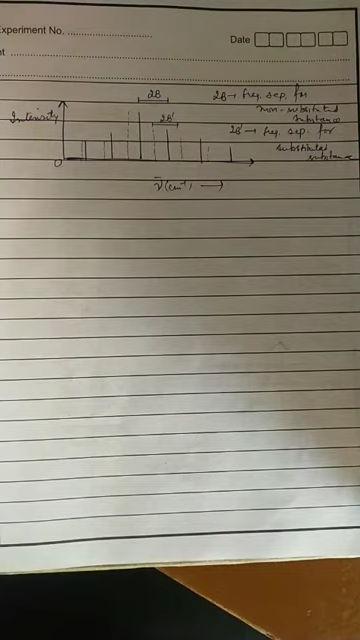 Experiment No.
Date
2B
2B → freq. sep. for
non-substituted
substance
Intensity
2B'
2B' → freq. sep. for
substituted
substance
0
ν̅ (cm⁻¹) →